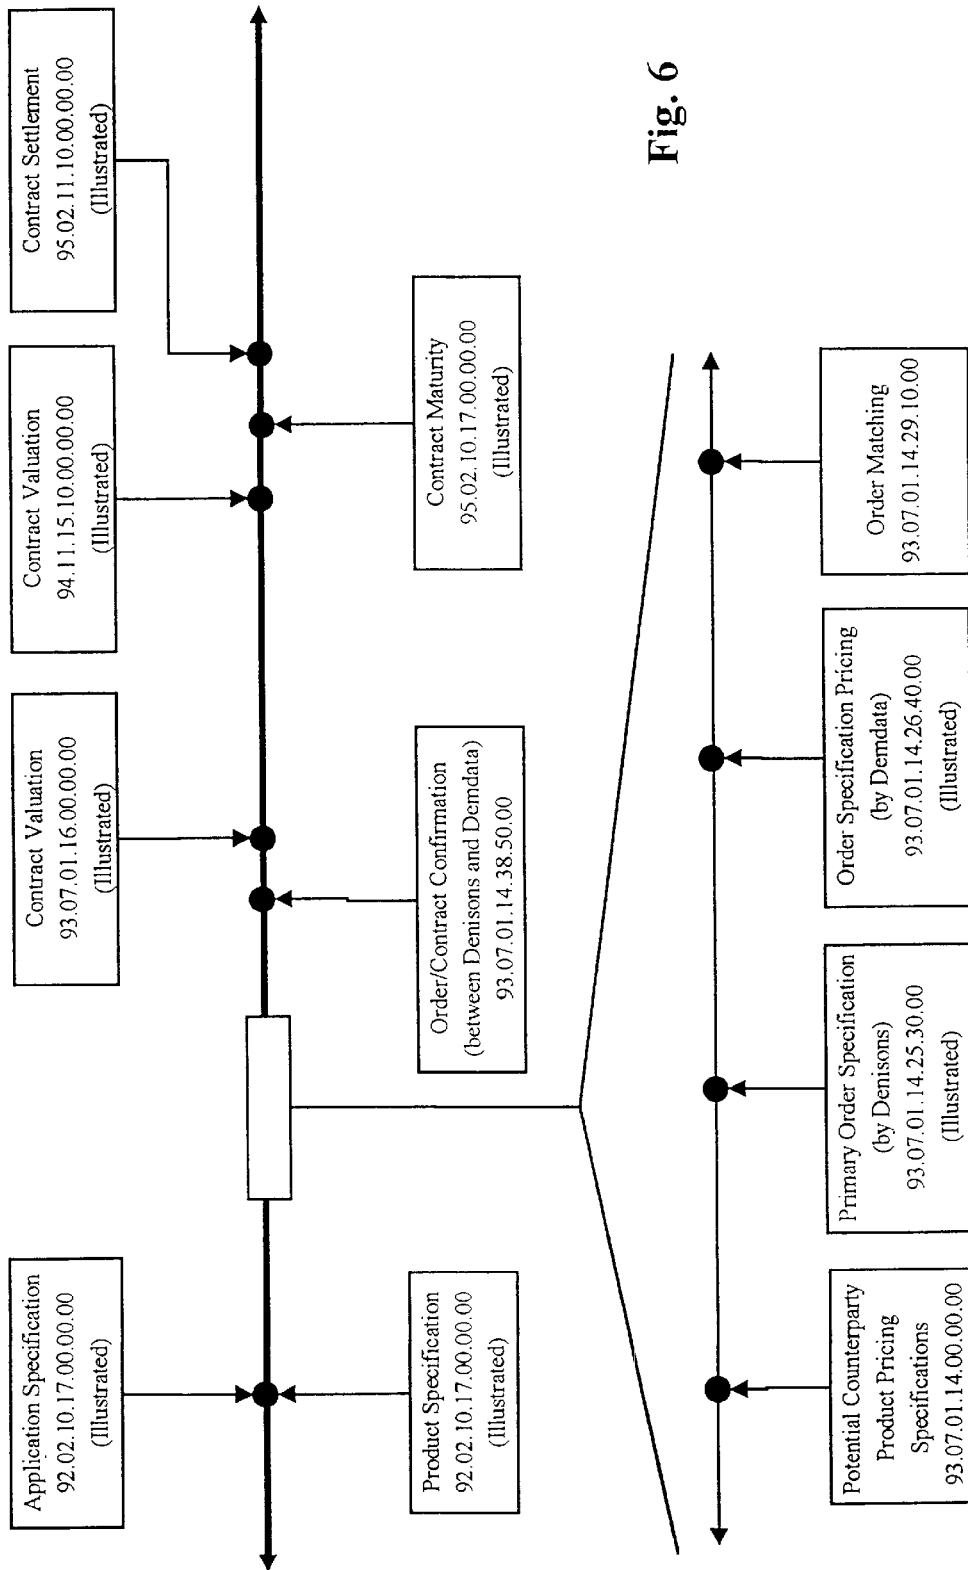 Application Specification
92.02.10.17.00.00.00
(Illustrated)
Contract Valuation
93.07.01.16.00.00.00
(Illustrated)
Contract Valuation
94.11.15.10.00.00.00
(Illustrated)
Contract Settlement
95.02.11.10.00.00.00
(Illustrated)
Product Specification
92.02.10.17.00.00.00
(Illustrated)
Order/Contract Confirmation
(between Denisons and Demdata)
93.07.01.14.38.50.00
Contract Maturity
95.02.10.17.00.00.00
(Illustrated)
Potential Counterparty
Product Pricing
Specifications
93.07.01.14.00.00.00
Primary Order Specification
(by Denisons)
93.07.01.14.25.30.00
(Illustrated)
Order Specification Pricing
(by Demdata)
93.07.01.14.26.40.00
(Illustrated)
Order Matching
93.07.01.14.29.10.00
Fig. 6